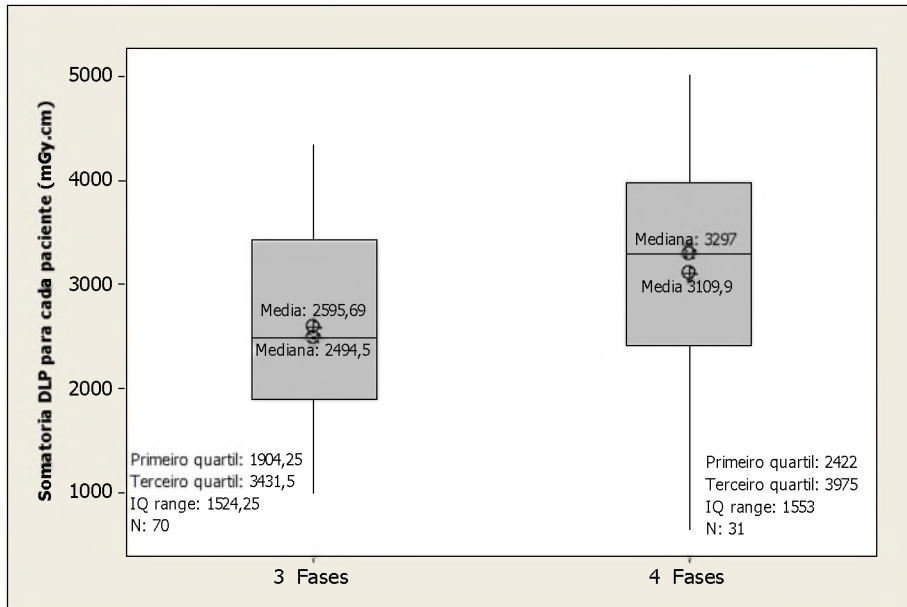 Somatoria DLP para cada paciente (mGy.cm)
5000
4000
3000
2000
1000
Media: 2595,69
Mediana: 2494,5
Primeiro quartil: 1904,25
Terceiro quartil: 3431,5
IQ range: 1524,25
N: 70
Mediana: 3297
Media 3109,9
Primeiro quartil: 2422
Terceiro quartil: 3975
IQ range: 1553
N: 31
3 Fases
4 Fases